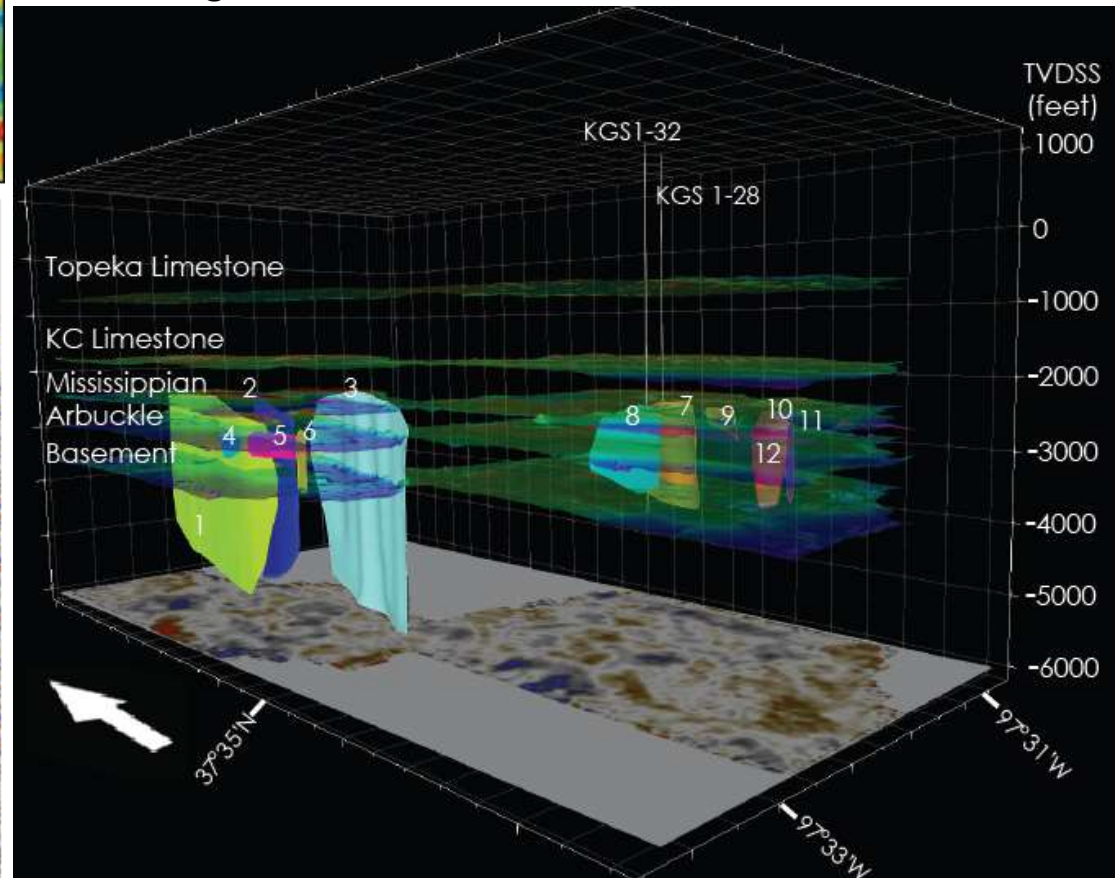 TVDSS
(feet)
KGS1-32
1000
KGS 1-28
0
Topeka Limestone
-1000
KC Limestone
-2000
Mississippian
2
3
Arbuckle
7
8
9
10
11
4
5
6
-3000
Basement
12
1
-4000
-5000
-6000
37°35'N
97°31'W
97°33'W